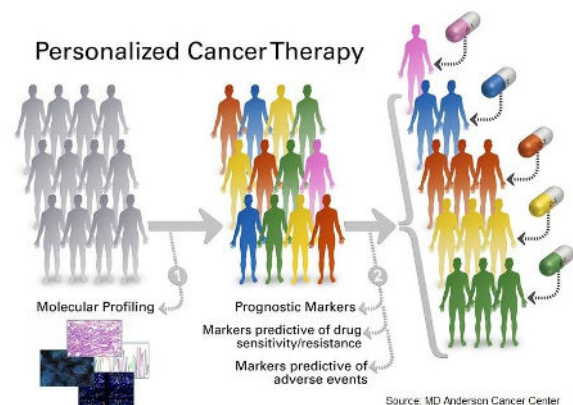 Personalized Cancer Therapy
1
2
Molecular Profiling
Prognostic Markers
Markers predictive of drug
sensitivity/resistance
Markers predictive of
adverse events
Source: MD Anderson Cancer Center